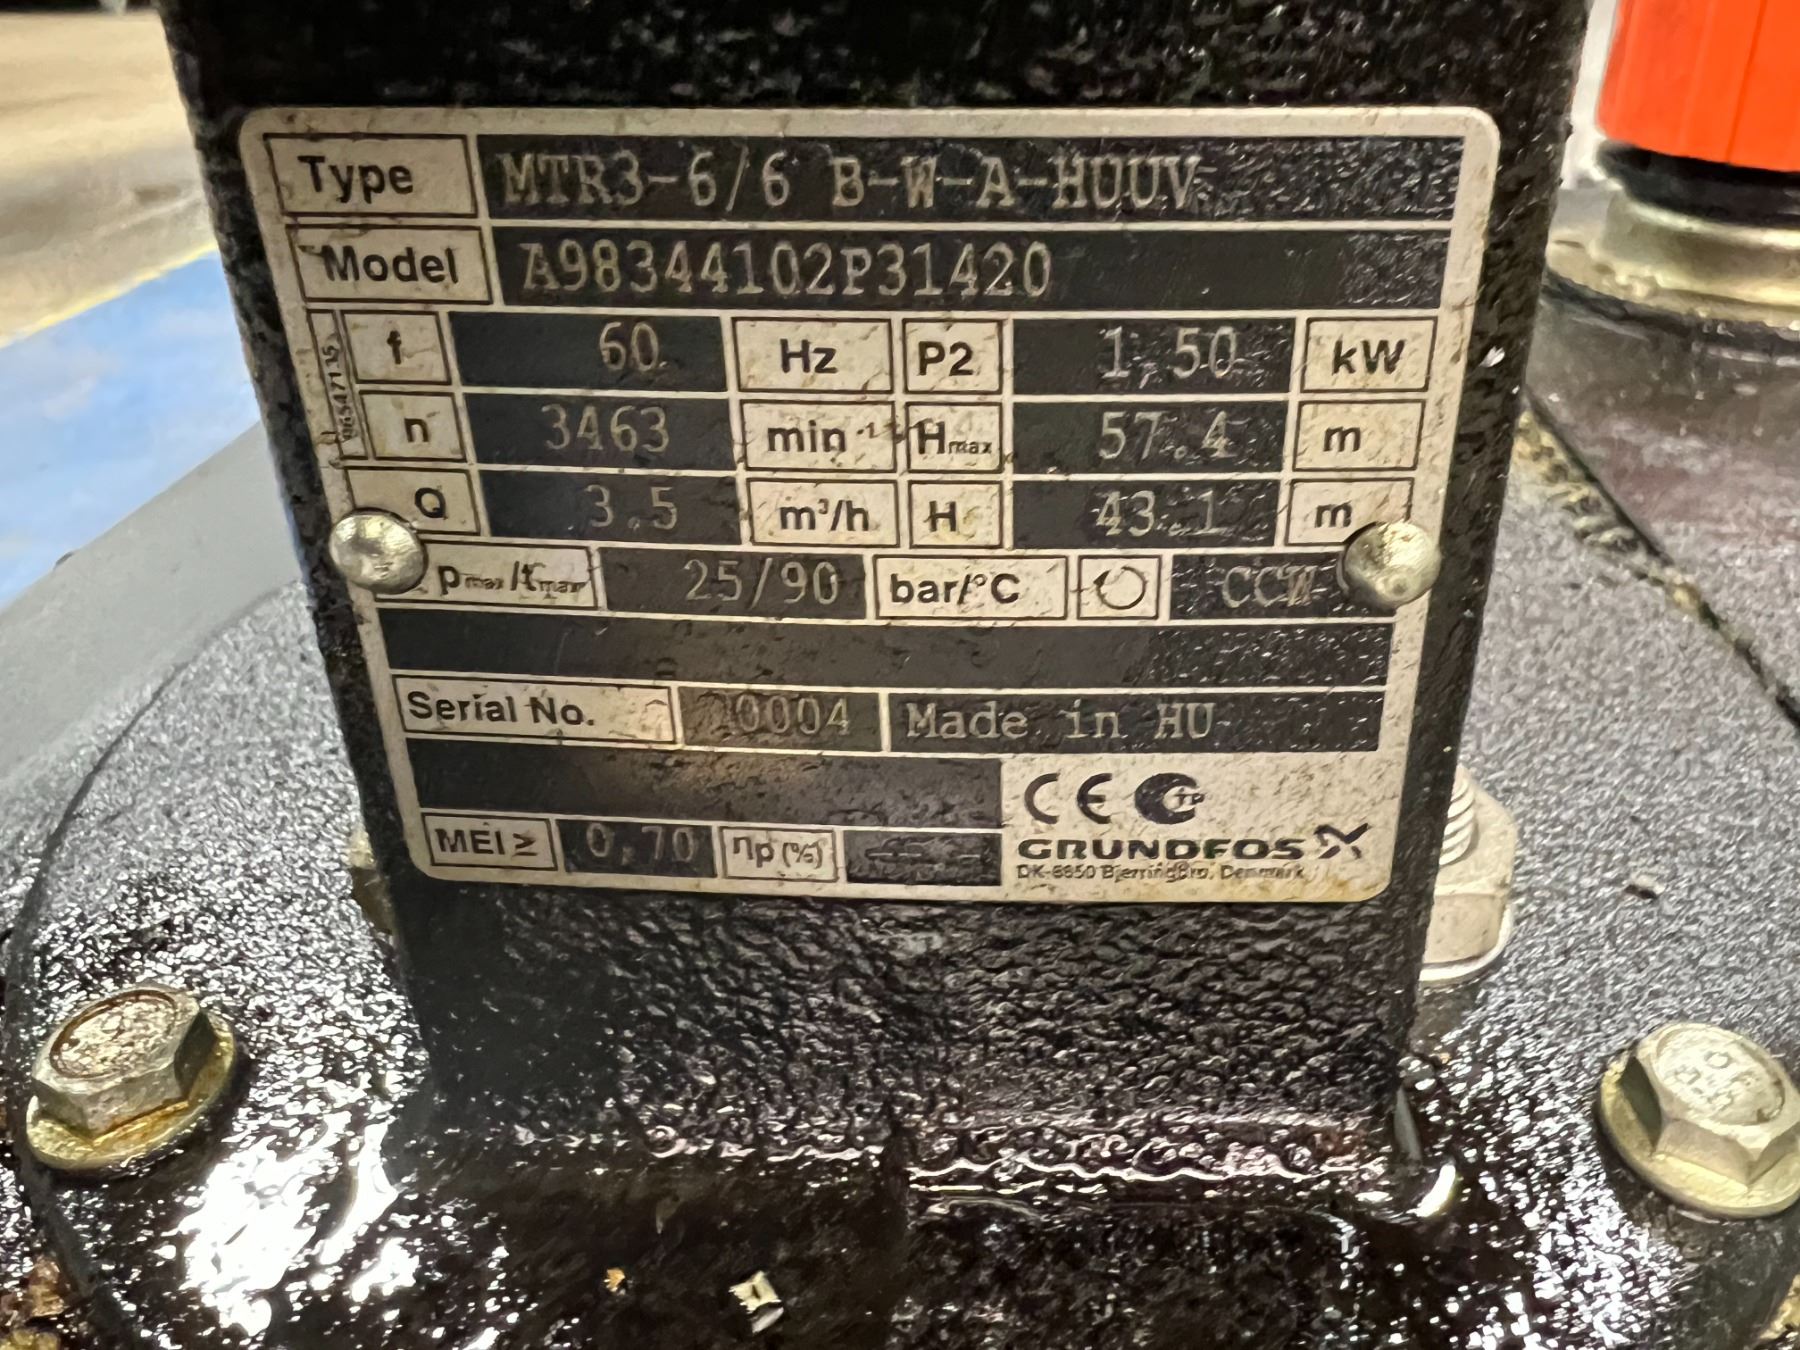 Type MTR3-6/6 B-W-A-HUUV
Model A98344102P31420
f 60 Hz P2 1,50 kW
96547135
n 3463 min-1 Hmax 57.4 m
Q 3.5 m³/h H 43.1 m
pmax/tmax 25/90 bar/°C CCW
Serial No. Made in HU
CE
MEI ≥ 0,70 ηp (%)
GRUNDFOS
DK-8850 Bjerringbro, Denmark